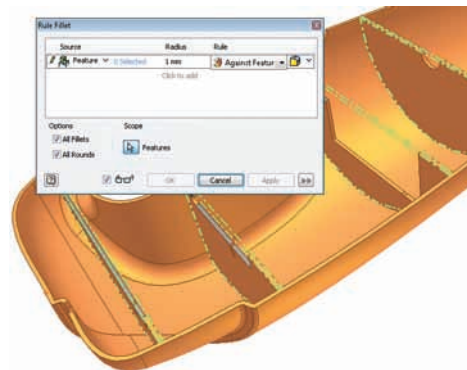 Rule Fillet
Source Radius Rule
Feature 0 Selected 1 mm Against Featur
Click to add
Options Scope
All Fillets
All Rounds
Features
OK Cancel Apply >>